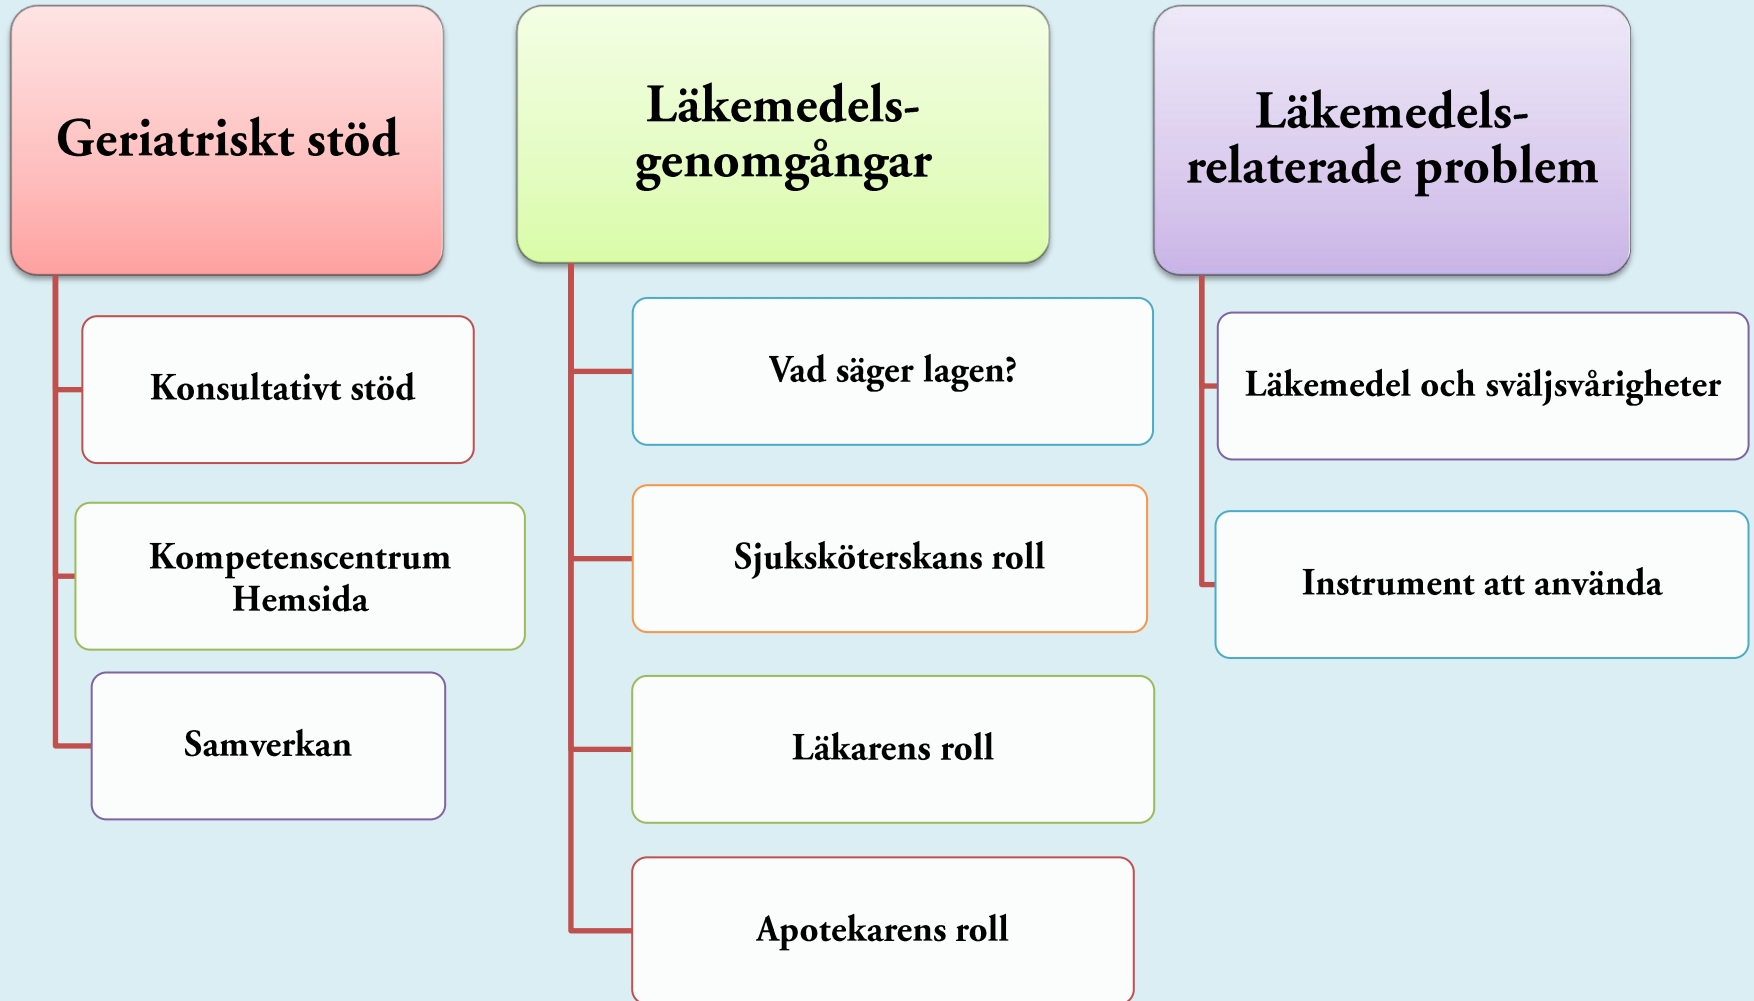 Geriatriskt stöd
Konsultativt stöd
Kompetenscentrum
Hemsida
Samverkan
Läkemedels-
genomgångar
Vad säger lagen?
Sjuksköterskans roll
Läkarens roll
Apotekarens roll
Läkemedels-
relaterade problem
Läkemedel och sväljsvårigheter
Instrument att använda